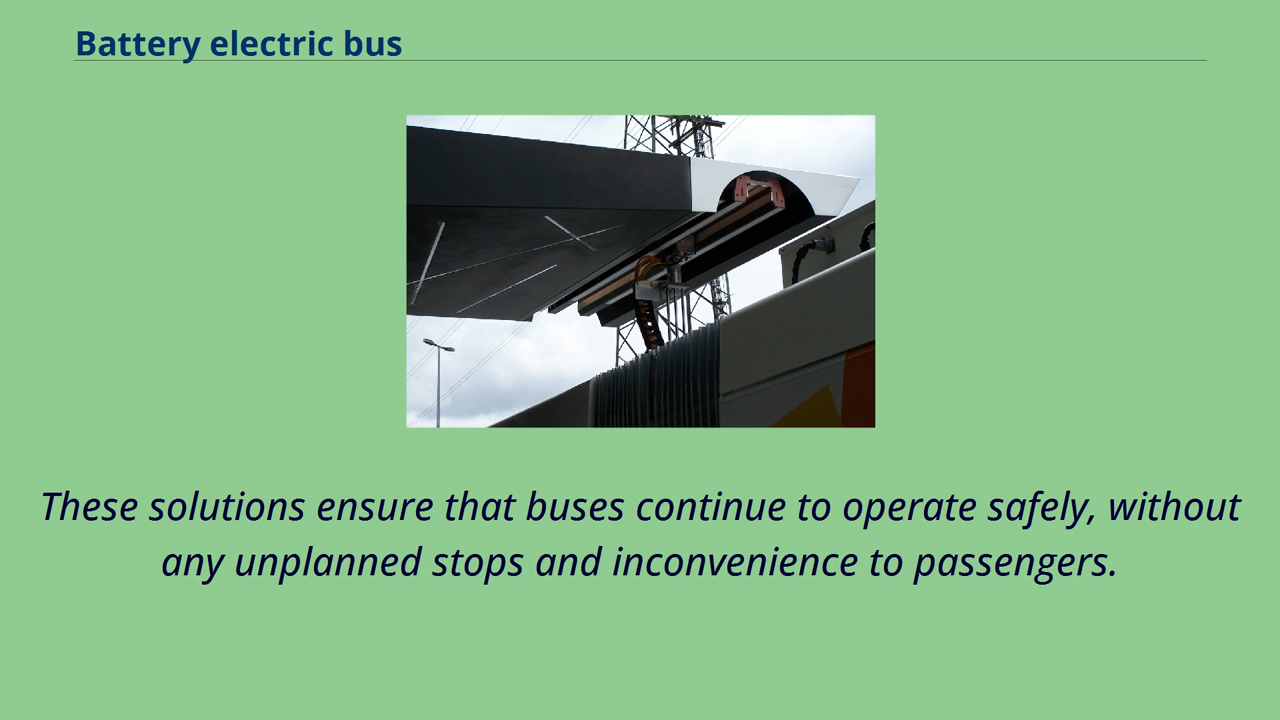 Battery electric bus
These solutions ensure that buses continue to operate safely, without
any unplanned stops and inconvenience to passengers.